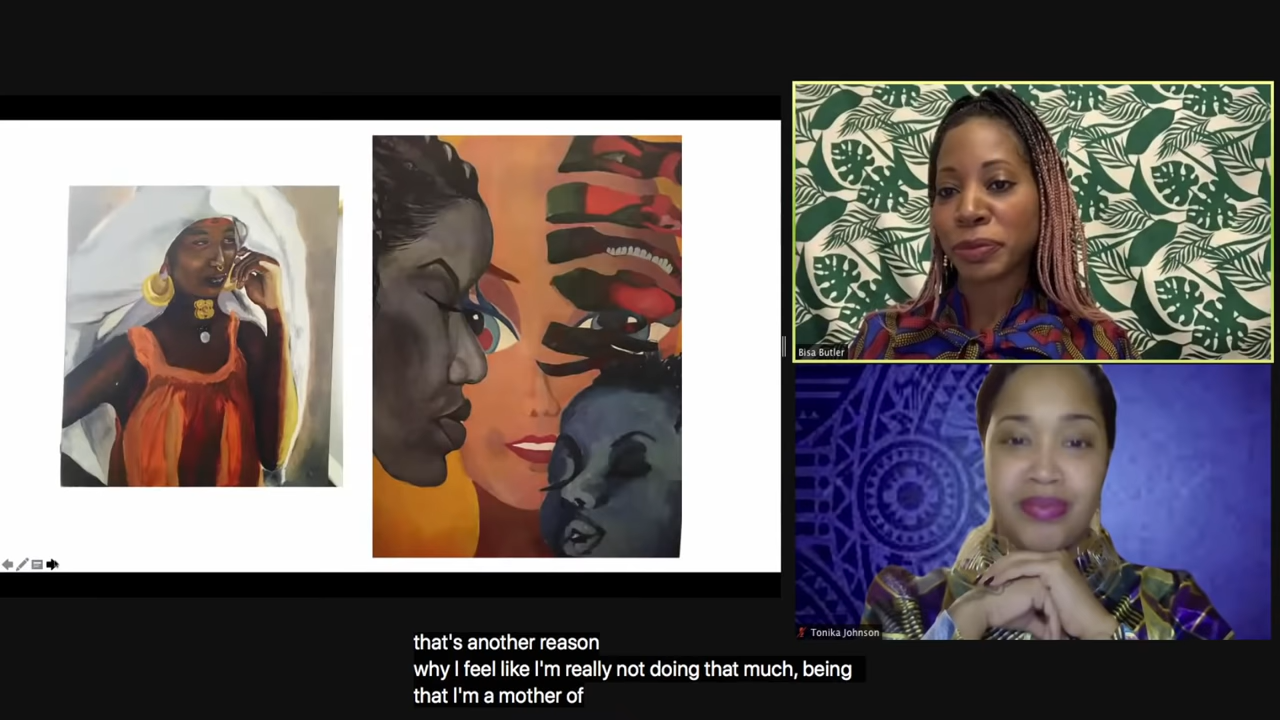 Bisa Butler
Tonika Johnson
that's another reason
why I feel like I'm really not doing that much, being
that I'm a mother of